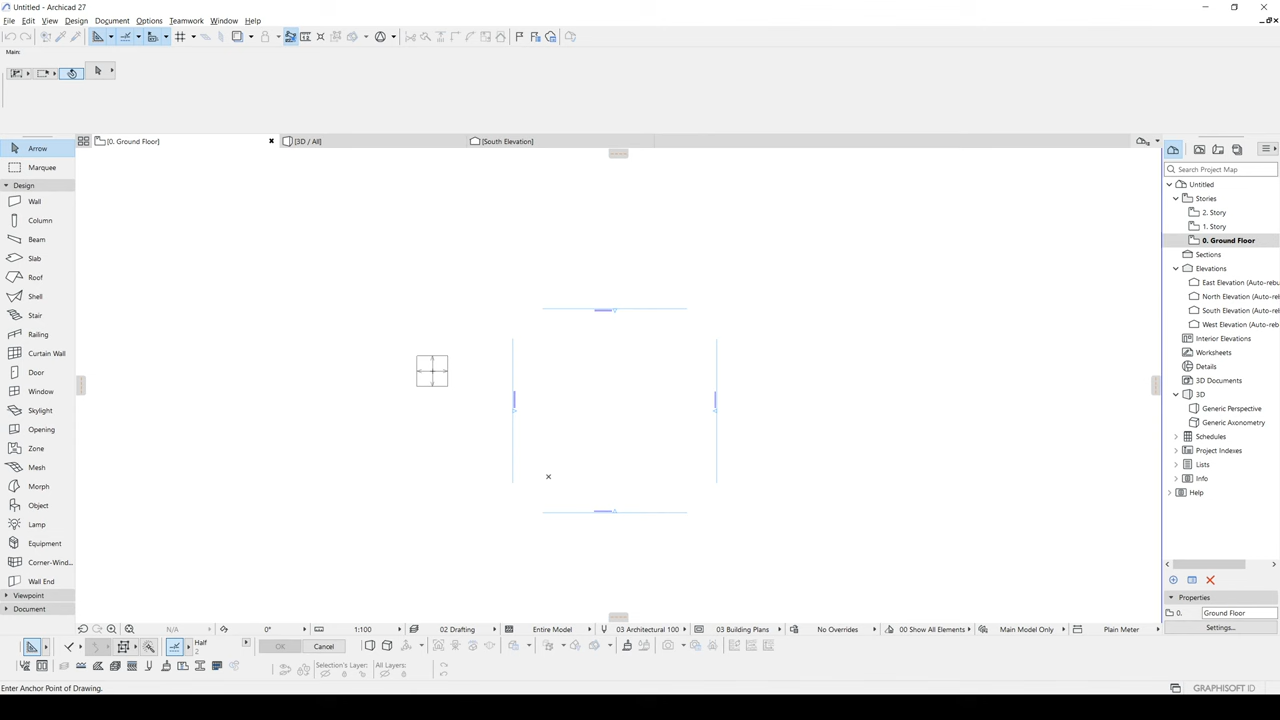 Untitled - Archicad 27
File Edit View Design Document Options Teamwork Window Help
Main:
[0. Ground Floor]
[3D / All]
[South Elevation]
Arrow
Marquee
Design
Wall
Column
Beam
Slab
Roof
Shell
Stair
Railing
Curtain Wall
Door
Window
Skylight
Opening
Zone
Mesh
Morph
Object
Lamp
Equipment
Corner-Wind...
Wall End
Viewpoint
Document
Search Project Map
Untitled
Stories
2. Story
1. Story
0. Ground Floor
Sections
Elevations
East Elevation (Auto-rebu
North Elevation (Auto-reb
South Elevation (Auto-reb
West Elevation (Auto-reb
Interior Elevations
Worksheets
Details
3D Documents
3D
Generic Perspective
Generic Axonometry
Schedules
Project Indexes
Lists
Info
Help
Properties
0. Ground Floor
Settings...
N/A 0° 1:100 02 Drafting Entire Model 03 Architectural 100 03 Building Plans No Overrides 00 Show All Elements Main Model Only Plain Meter
Half
2
OK Cancel
Selection's Layer: All Layers:
Enter Anchor Point of Drawing.
GRAPHISOFT ID